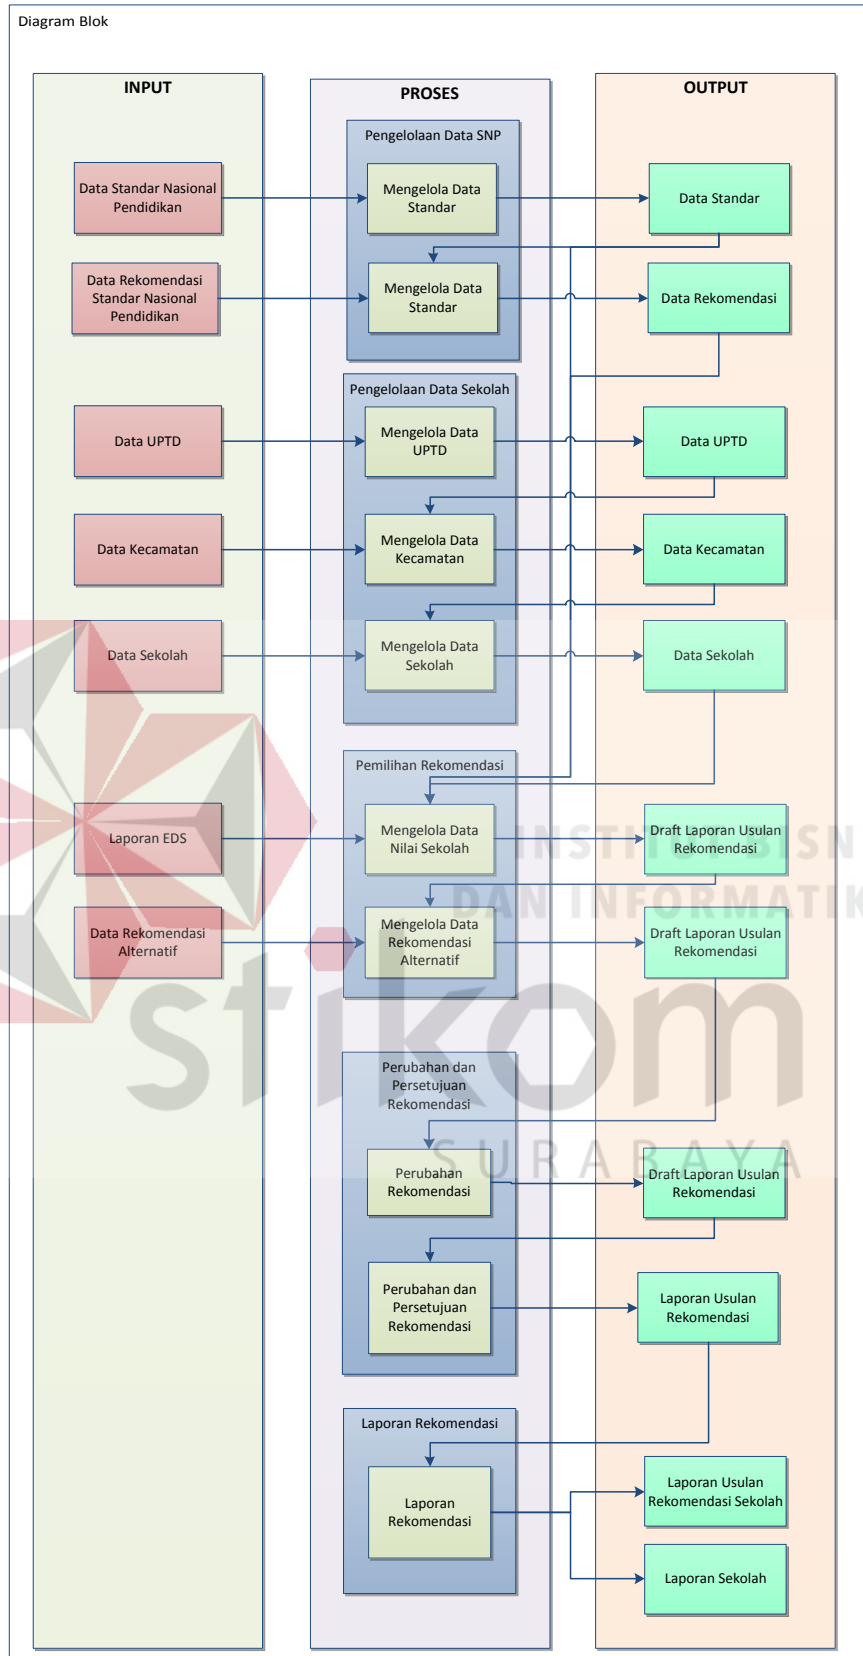 Diagram Blok
INPUT
PROSES
OUTPUT
Pengelolaan Data SNP
Data Standar Nasional
Pendidikan
Mengelola Data
Standar
Data Standar
Data Rekomendasi
Standar Nasional
Pendidikan
Mengelola Data
Standar
Data Rekomendasi
Pengelolaan Data Sekolah
Data UPTD
Mengelola Data
UPTD
Data UPTD
Data Kecamatan
Mengelola Data
Kecamatan
Data Kecamatan
Data Sekolah
Mengelola Data
Sekolah
Data Sekolah
Pemilihan Rekomendasi
Laporan EDS
Mengelola Data
Nilai Sekolah
Draft Laporan Usulan
Rekomendasi
INSTITUT BISN
DAN INFORMATIK
Data Rekomendasi
Alternatif
Mengelola Data
Rekomendasi
Alternatif
Draft Laporan Usulan
Rekomendasi
stikom
SURABAYA
Perubahan dan
Persetujuan
Rekomendasi
Perubahan
Rekomendasi
Draft Laporan Usulan
Rekomendasi
Perubahan dan
Persetujuan
Rekomendasi
Laporan Usulan
Rekomendasi
Laporan Rekomendasi
Laporan
Rekomendasi
Laporan Usulan
Rekomendasi Sekolah
Laporan Sekolah